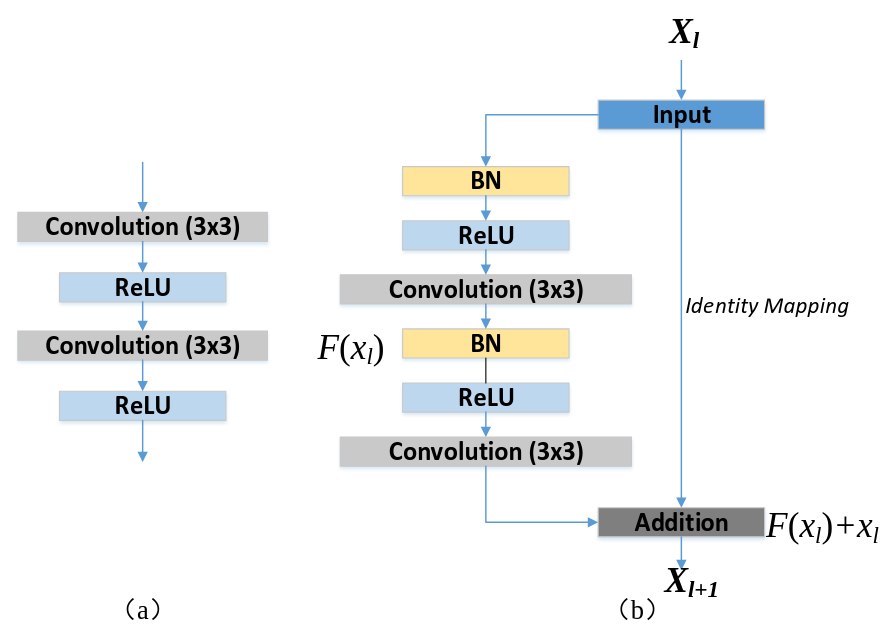 Convolution (3x3)
ReLU
Convolution (3x3)
ReLU
(a)
X_l
Input
BN
ReLU
Convolution (3x3)
F(x_l)
BN
ReLU
Convolution (3x3)
Identity Mapping
Addition
F(x_l)+x_l
X_{l+1}
(b)